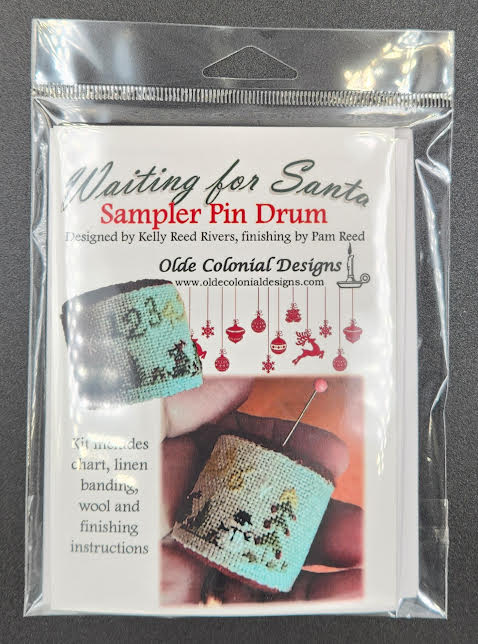 Waiting for Santa
Sampler Pin Drum
Designed by Kelly Reed Rivers, finishing by Pam Reed
Olde Colonial Designs
www.oldecolonialdesigns.com
1234
Kit includes
chart, linen
banding,
wool and
finishing
instructions